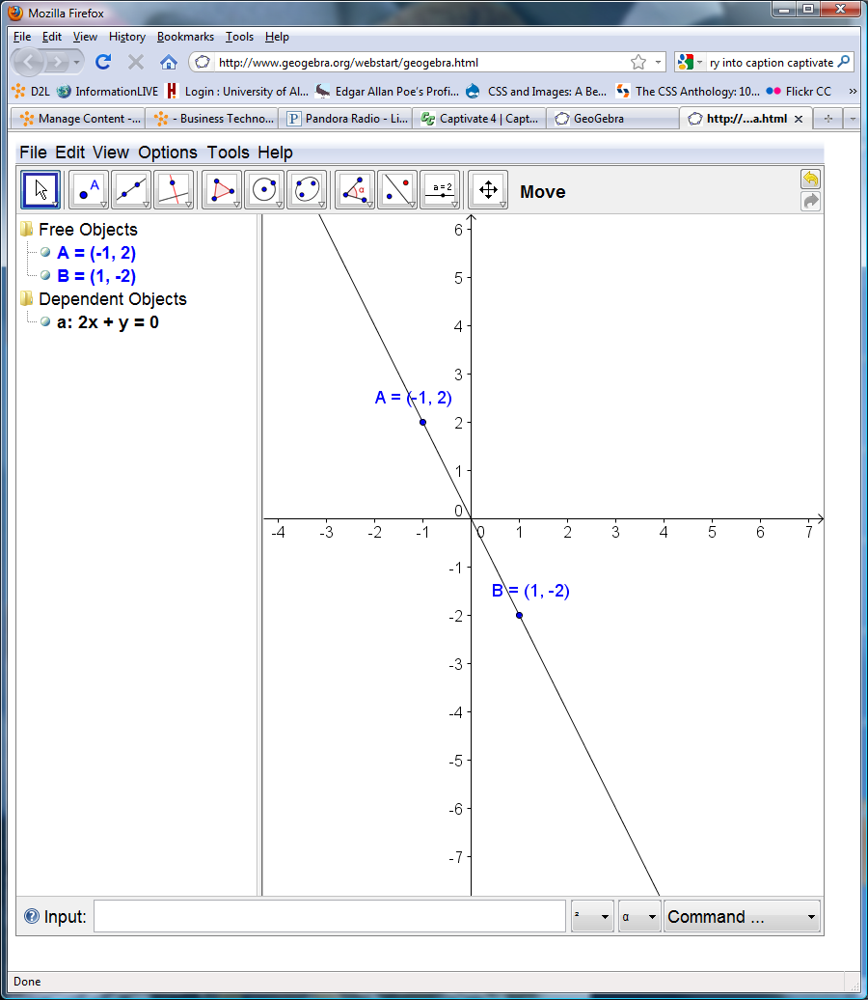 Mozilla Firefox
File Edit View History Bookmarks Tools Help
http://www.geogebra.org/webstart/geogebra.html ry into caption captivate
D2L InformationLIVE Login : University of Al... Edgar Allan Poe's Profi... CSS and Images: A Be... The CSS Anthology: 10... Flickr CC »
Manage Content -... - Business Techno... Pandora Radio - Li... Captivate 4 | Capt... GeoGebra http://...a.html
File Edit View Options Tools Help
A α a=2 Move
Free Objects
A = (-1, 2)
B = (1, -2)
Dependent Objects
a: 2x + y = 0
6
5
4
3
A = (-1, 2)
2
1
0
-4 -3 -2 -1 0 1 2 3 4 5 6 7
-1
B = (1, -2)
-2
-3
-4
-5
-6
-7
Input: ² α Command ...
Done